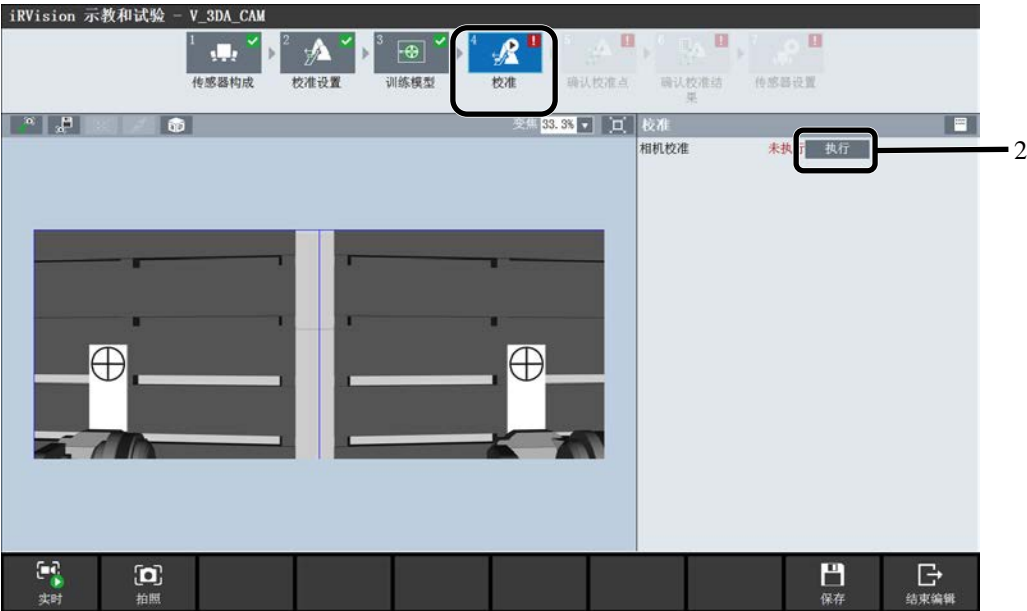 iRVision 示教和试验 - V_3DA_CAM
1 2 3 4 5 6 7
传感器构成 校准设置 训练模型 校准 确认校准点 确认校准结果 传感器设置
变焦 33.3% 校准
相机校准 未执行 执行
2
实时 拍照 保存 结束编辑